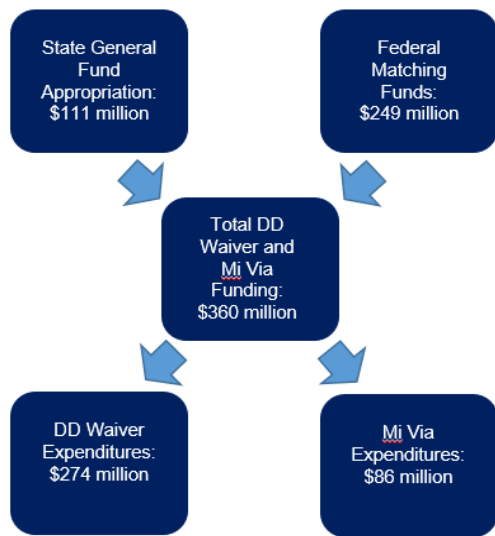 State General
Fund
Appropriation:
$111 million
Federal
Matching
Funds:
$249 million
Total DD
Waiver and
Mi Via
Funding:
$360 million
DD Waiver
Expenditures:
$274 million
Mi Via
Expenditures:
$86 million